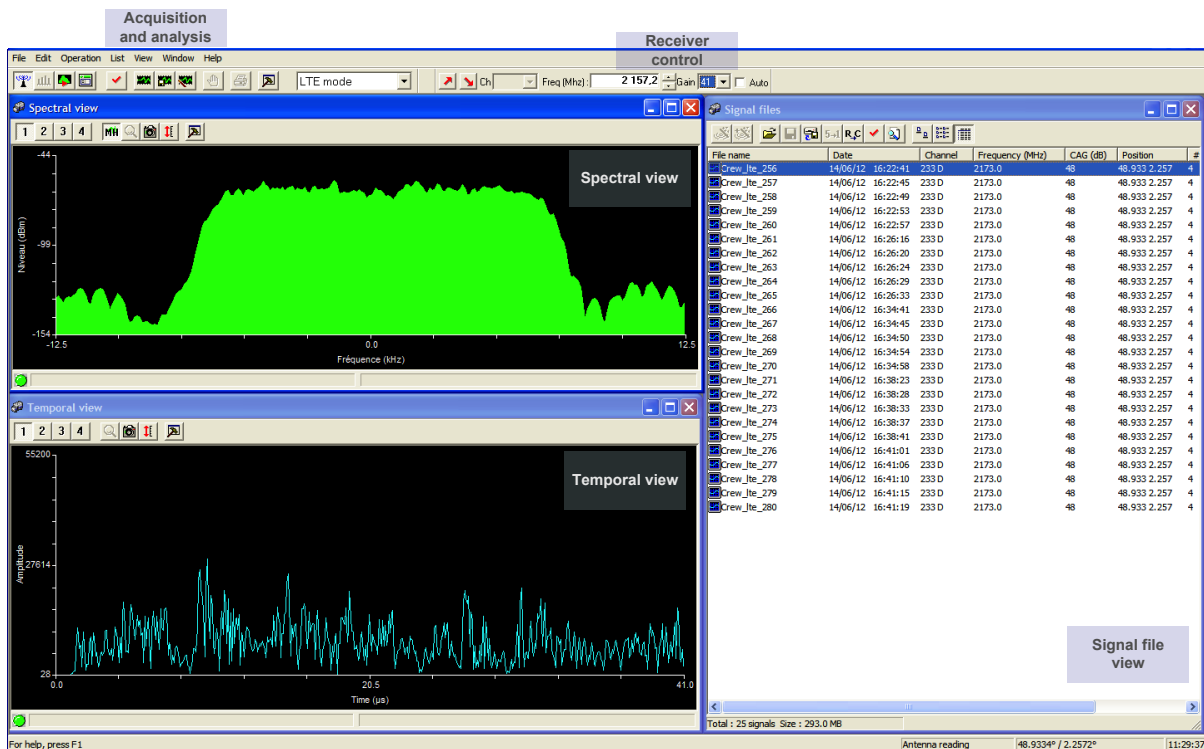 Acquisition
and analysis
Receiver
control
File Edit Operation List View Window Help
LTE mode
Ch
Freq (Mhz) : 2 157,2
Gain 41
Auto
Spectral view
1 2 3 4 MH
Spectral view
-44
-99
-154
Niveau (dBm)
-12.5 0.0 12.5
Fréquence (kHz)
Temporal view
1 2 3 4
Temporal view
55200
27614
28
Amplitude
0.0 20.5 41.0
Time (µs)
Signal files
File name Date Channel Frequency (MHz) CAG (dB) Position #
Crew_lte_256 14/06/12 16:22:41 233 D 2173.0 48 48.933 2.257 4
Crew_lte_257 14/06/12 16:22:45 233 D 2173.0 48 48.933 2.257 4
Crew_lte_258 14/06/12 16:22:49 233 D 2173.0 48 48.933 2.257 4
Crew_lte_259 14/06/12 16:22:53 233 D 2173.0 48 48.933 2.257 4
Crew_lte_260 14/06/12 16:22:57 233 D 2173.0 48 48.933 2.257 4
Crew_lte_261 14/06/12 16:26:16 233 D 2173.0 48 48.933 2.257 4
Crew_lte_262 14/06/12 16:26:20 233 D 2173.0 48 48.933 2.257 4
Crew_lte_263 14/06/12 16:26:24 233 D 2173.0 48 48.933 2.257 4
Crew_lte_264 14/06/12 16:26:29 233 D 2173.0 48 48.933 2.257 4
Crew_lte_265 14/06/12 16:26:33 233 D 2173.0 48 48.933 2.257 4
Crew_lte_266 14/06/12 16:34:41 233 D 2173.0 48 48.933 2.257 4
Crew_lte_267 14/06/12 16:34:45 233 D 2173.0 48 48.933 2.257 4
Crew_lte_268 14/06/12 16:34:50 233 D 2173.0 48 48.933 2.257 4
Crew_lte_269 14/06/12 16:34:54 233 D 2173.0 48 48.933 2.257 4
Crew_lte_270 14/06/12 16:34:58 233 D 2173.0 48 48.933 2.257 4
Crew_lte_271 14/06/12 16:38:23 233 D 2173.0 48 48.933 2.257 4
Crew_lte_272 14/06/12 16:38:28 233 D 2173.0 48 48.933 2.257 4
Crew_lte_273 14/06/12 16:38:33 233 D 2173.0 48 48.933 2.257 4
Crew_lte_274 14/06/12 16:38:37 233 D 2173.0 48 48.933 2.257 4
Crew_lte_275 14/06/12 16:38:41 233 D 2173.0 48 48.933 2.257 4
Crew_lte_276 14/06/12 16:41:01 233 D 2173.0 48 48.933 2.257 4
Crew_lte_277 14/06/12 16:41:06 233 D 2173.0 48 48.933 2.257 4
Crew_lte_278 14/06/12 16:41:10 233 D 2173.0 48 48.933 2.257 4
Crew_lte_279 14/06/12 16:41:15 233 D 2173.0 48 48.933 2.257 4
Crew_lte_280 14/06/12 16:41:19 233 D 2173.0 48 48.933 2.257 4
Signal file
view
Total : 25 signals Size : 293.0 MB
For help, press F1
Antenna reading
48.9334° / 2.2572°
11:29:37